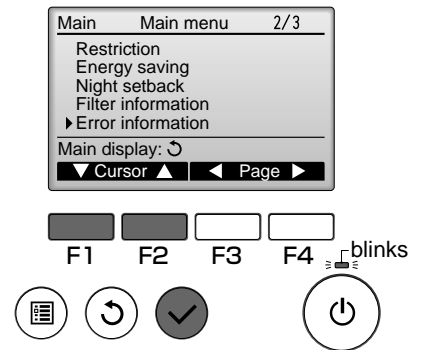 Main Main menu 2/3
Restriction
Energy saving
Night setback
Filter information
Error information
Main display:
Cursor Page
F1 F2 F3 F4
blinks